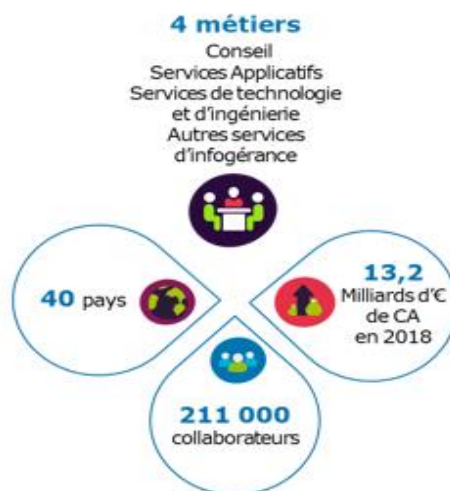 4 métiers
Conseil
Services Applicatifs
Services de technologie
et d'ingénierie
Autres services
d'infogérance
40 pays
13,2
Milliards d'€
de CA
en 2018
211 000
collaborateurs